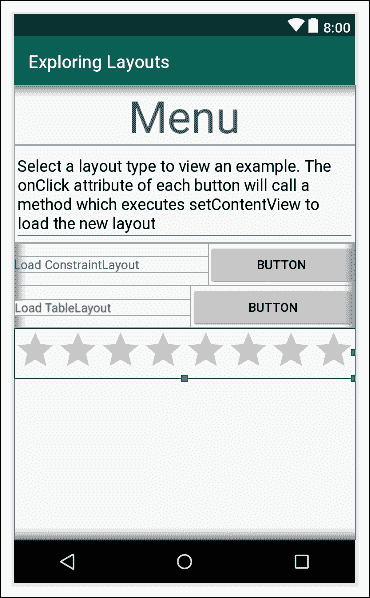 8:00
Exploring Layouts
Menu
Select a layout type to view an example. The
onClick attribute of each button will call a
method which executes setContentView to
load the new layout
Load ConstraintLayout
BUTTON
Load TableLayout
BUTTON